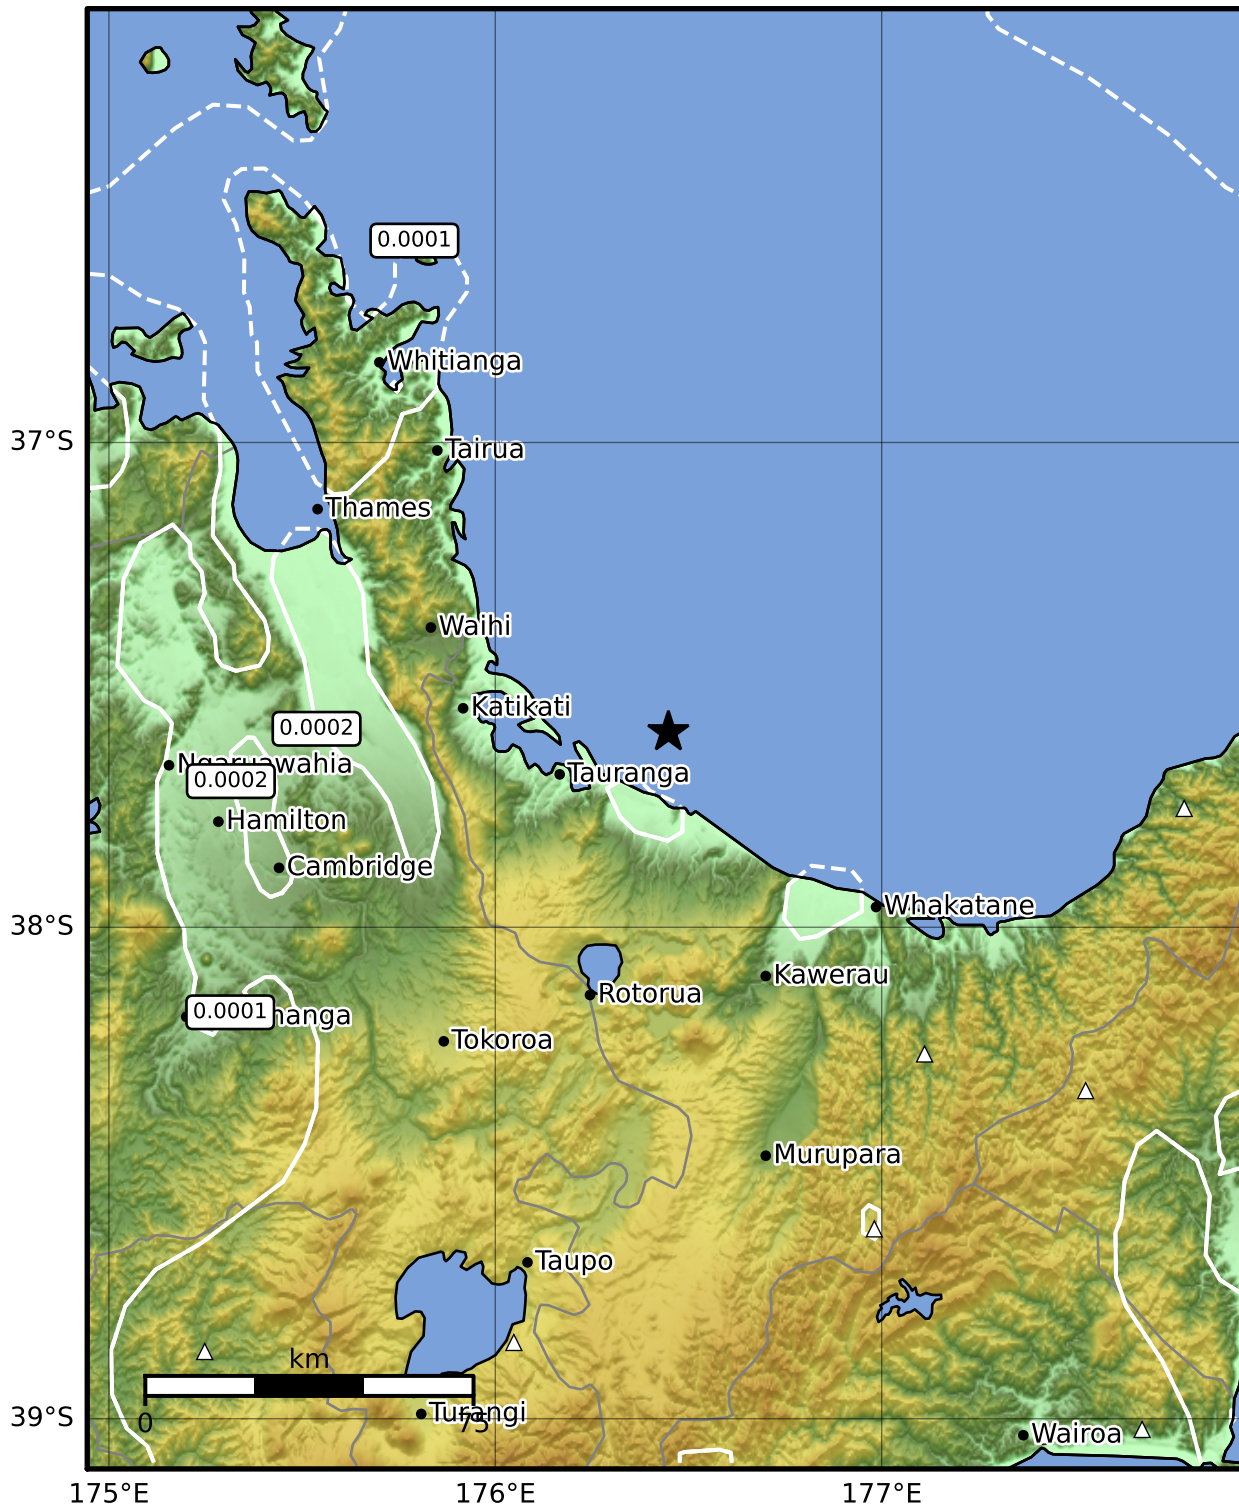 0.0001
Whitianga
37°S
Tairua
Thames
Waihi
Katikati
0.0002
Ngaruawahia
Tauranga
0.0002
Hamilton
Cambridge
Whakatane
38°S
Kawerau
Rotorua
0.0001
Tokoroa
Murupara
Taupo
km
0
75
Turangi
39°S
Wairoa
175°E
176°E
177°E